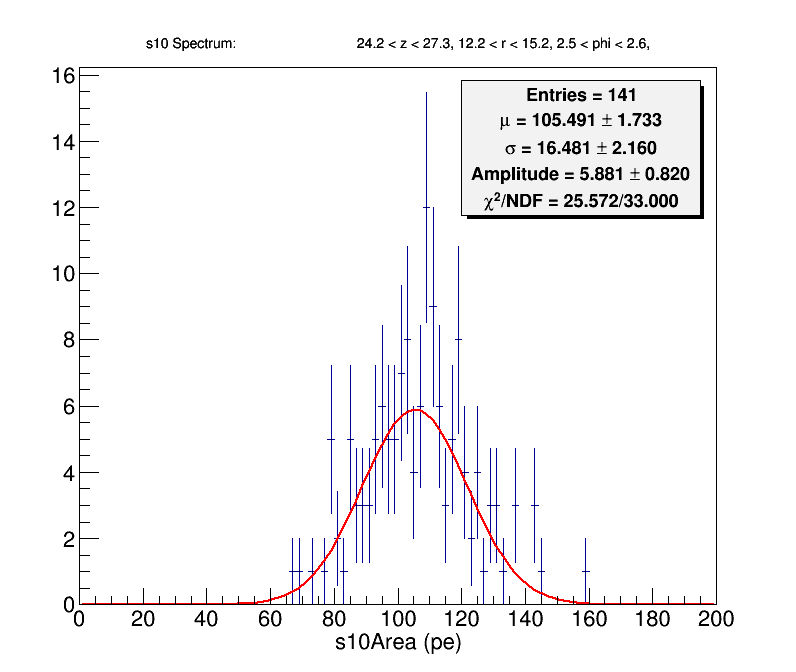 s10 Spectrum: 24.2 < z < 27.3, 12.2 < r < 15.2, 2.5 < phi < 2.6,
Entries = 141
μ = 105.491 ± 1.733
σ = 16.481 ± 2.160
Amplitude = 5.881 ± 0.820
χ²/NDF = 25.572/33.000
16
14
12
10
8
6
4
2
0
0 20 40 60 80 100 120 140 160 180 200
s10Area (pe)